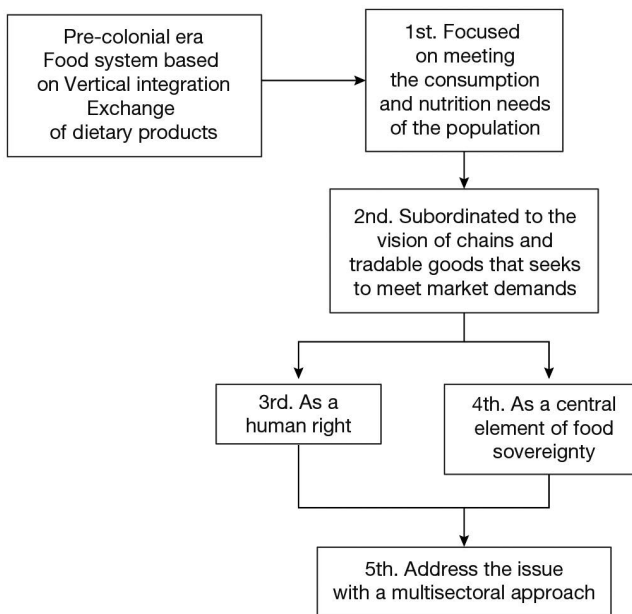 Pre-colonial era
Food system based
on Vertical integration
Exchange
of dietary products
1st. Focused
on meeting
the consumption
and nutrition needs
of the population
2nd. Subordinated to the
vision of chains and
tradable goods that seeks
to meet market demands
3rd. As a
human right
4th. As a central
element of food
sovereignty
5th. Address the issue
with a multisectoral approach